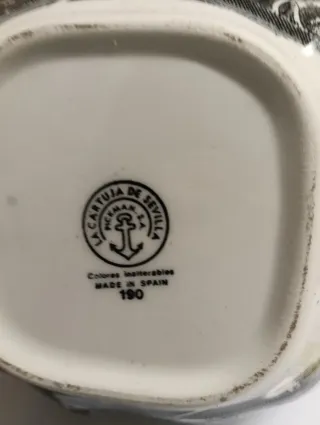 LA CARTUJA DE SEVILLA
PICKMAN, S.A.
Colores inalterables
MADE IN SPAIN
190